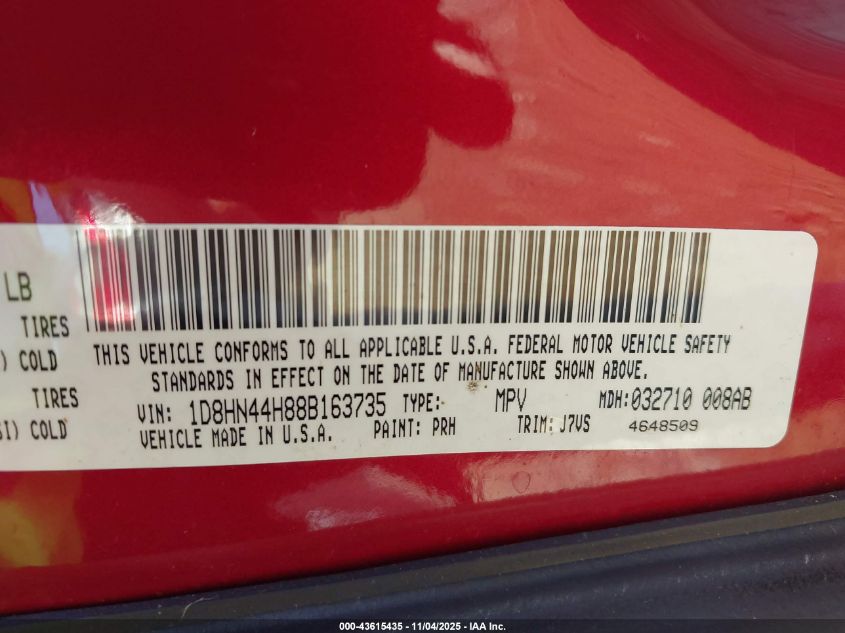 LB
TIRES
) COLD
TIRES
SI) COLD
THIS VEHICLE CONFORMS TO ALL APPLICABLE U.S.A. FEDERAL MOTOR VEHICLE SAFETY
STANDARDS IN EFFECT ON THE DATE OF MANUFACTURE SHOWN ABOVE.
VIN: 1D8HN44H88B163735 TYPE: MPV MDH: 032710 008AB
VEHICLE MADE IN U.S.A. PAINT: PRH TRIM: J7VS 4648509
000-43615435 - 11/04/2025 - IAA Inc.